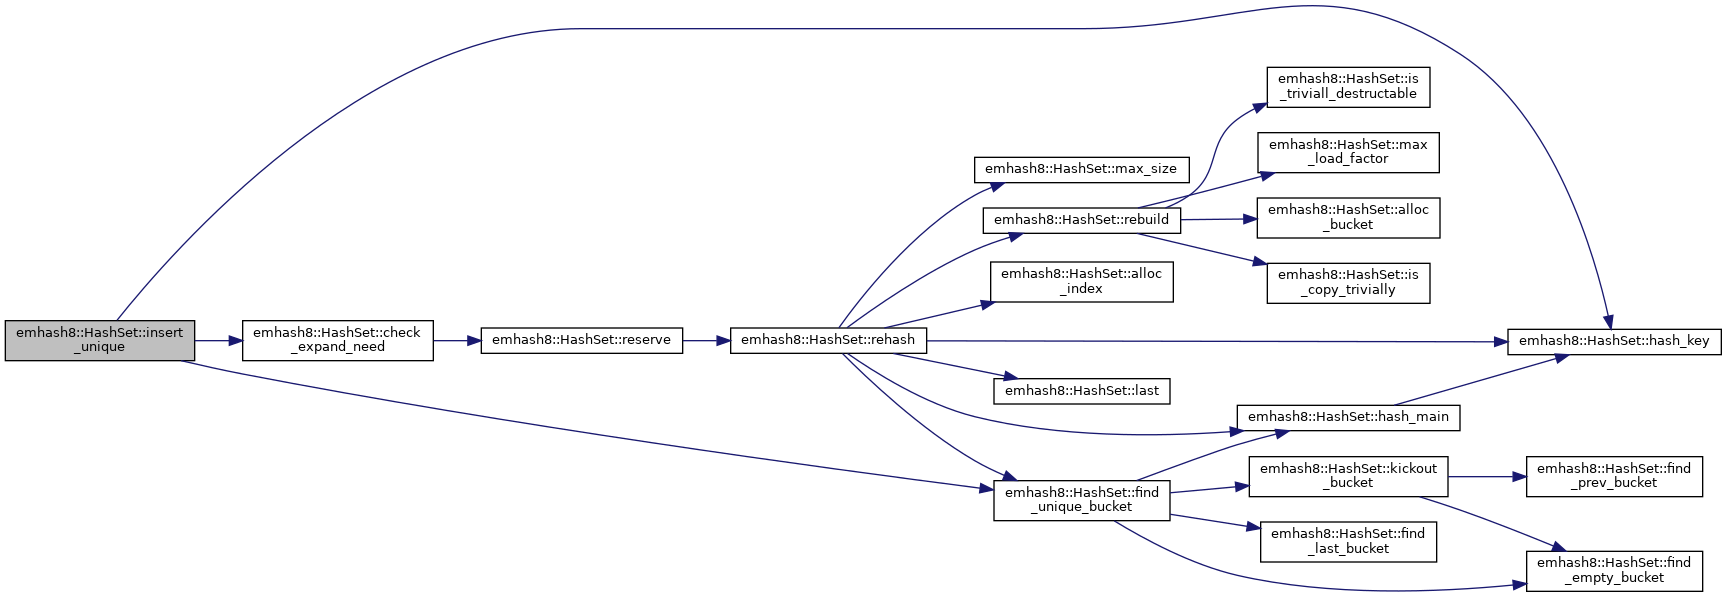 emhash8::HashSet::insert
_unique
emhash8::HashSet::check
_expand_need
emhash8::HashSet::reserve
emhash8::HashSet::rehash
emhash8::HashSet::max_size
emhash8::HashSet::rebuild
emhash8::HashSet::alloc
_index
emhash8::HashSet::last
emhash8::HashSet::find
_unique_bucket
emhash8::HashSet::is
_triviall_destructable
emhash8::HashSet::max
_load_factor
emhash8::HashSet::alloc
_bucket
emhash8::HashSet::is
_copy_trivially
emhash8::HashSet::hash_main
emhash8::HashSet::kickout
_bucket
emhash8::HashSet::find
_last_bucket
emhash8::HashSet::hash_key
emhash8::HashSet::find
_prev_bucket
emhash8::HashSet::find
_empty_bucket